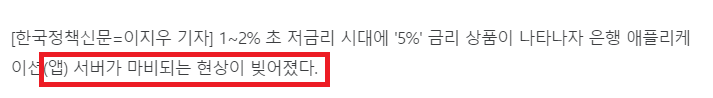 [한국정책신문=이지우 기자] 1~2% 초 저금리 시대에 '5%' 금리 상품이 나타나자 은행 애플리케
이션(앱) 서버가 마비되는 현상이 빚어졌다.